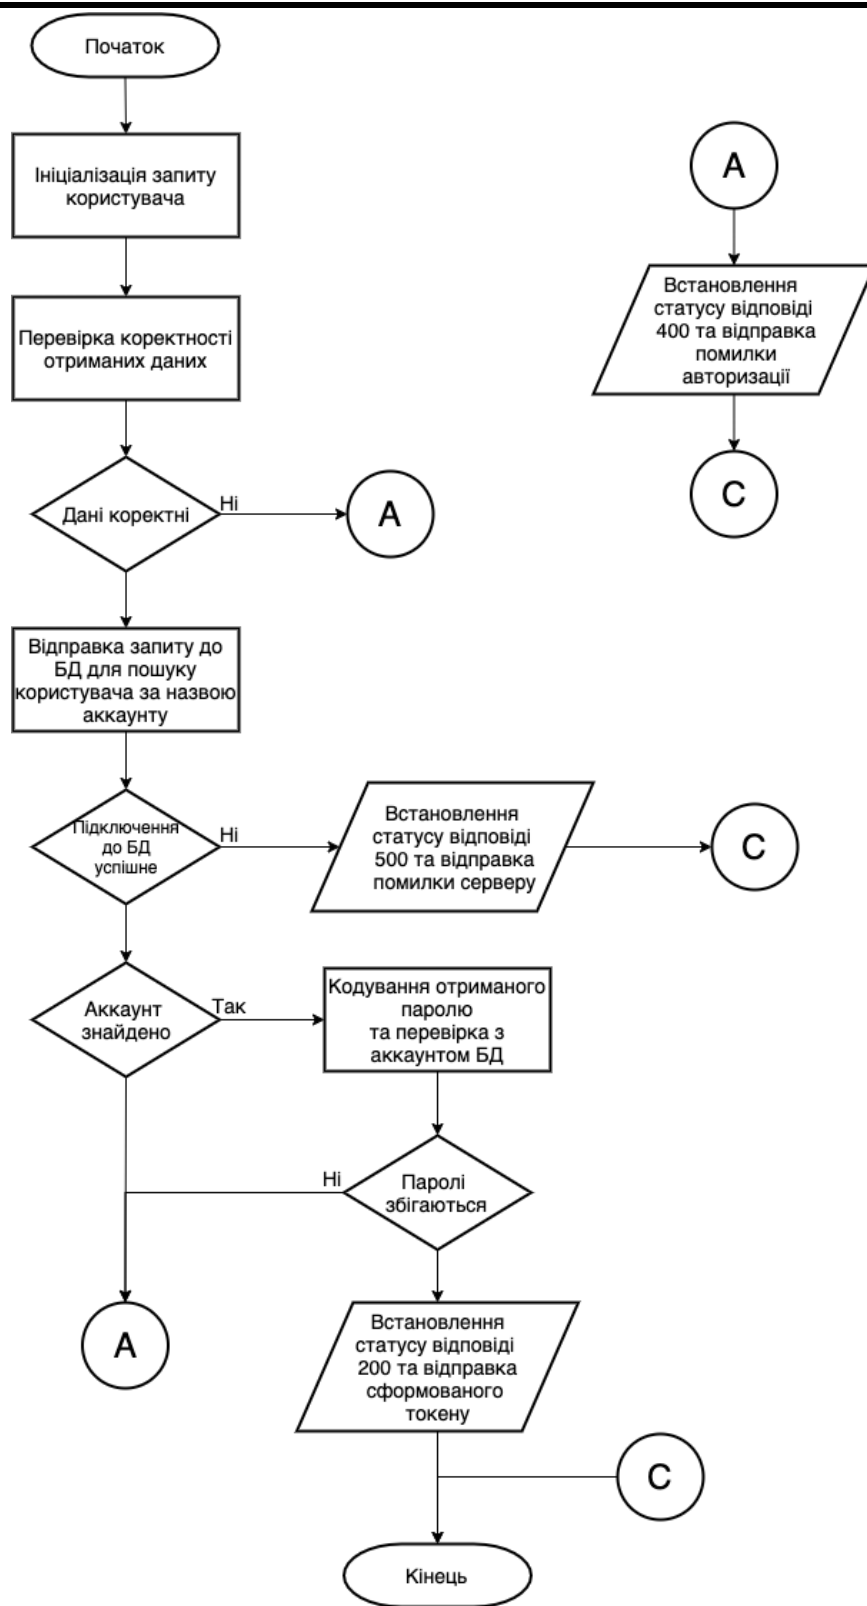 Початок
Ініціалізація запиту
користувача
Перевірка коректності
отриманих даних
Дані коректні
Ні
А
Відправка запиту до
БД для пошуку
користувача за назвою
аккаунту
Підключення
до БД
успішне
Ні
Встановлення
статусу відповіді
500 та відправка
помилки серверу
С
Аккаунт
знайдено
Так
Кодування отриманого
паролю
та перевірка з
аккаунтом БД
Паролі
збігаються
Ні
А
Встановлення
статусу відповіді
200 та відправка
сформованого
токену
С
Кінець
А
Встановлення
статусу відповіді
400 та відправка
помилки
авторизації
С